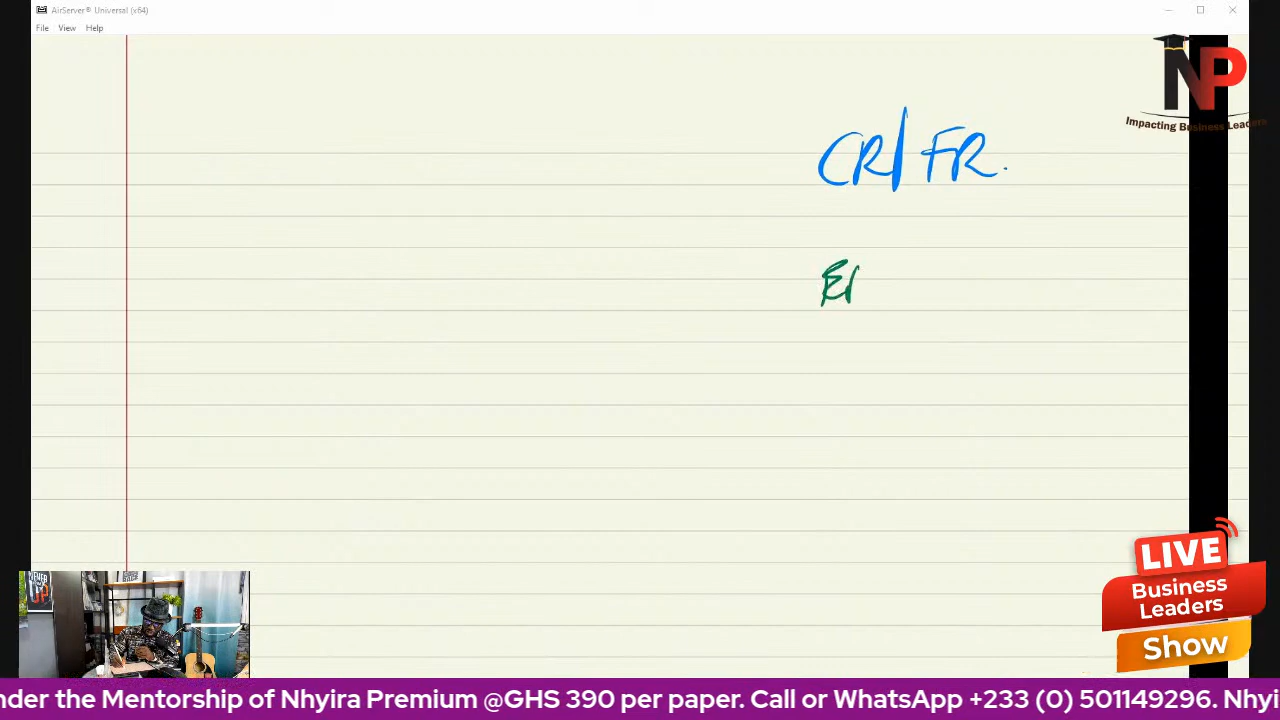 AirServer® Universal (x64)
File View Help
NP
Impacting Business Leaders
CR/FR.
LIVE
Business
Leaders
Show
nder the Mentorship of Nhyira Premium @GHS 390 per paper. Call or WhatsApp +233 (0) 501149296. Nhyi